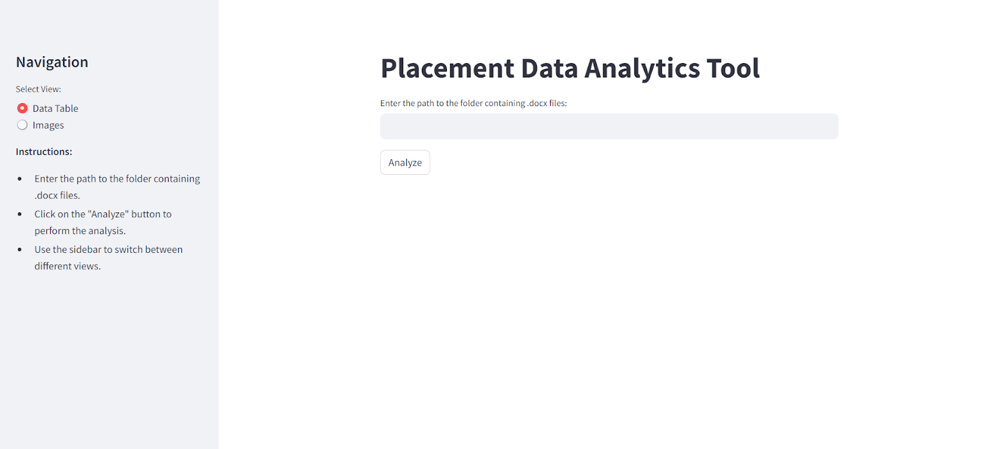 Navigation
Select View:
Data Table
Images
Instructions:
Enter the path to the folder containing
.docx files.
Click on the "Analyze" button to
perform the analysis.
Use the sidebar to switch between
different views.
Placement Data Analytics Tool
Enter the path to the folder containing .docx files:
Analyze